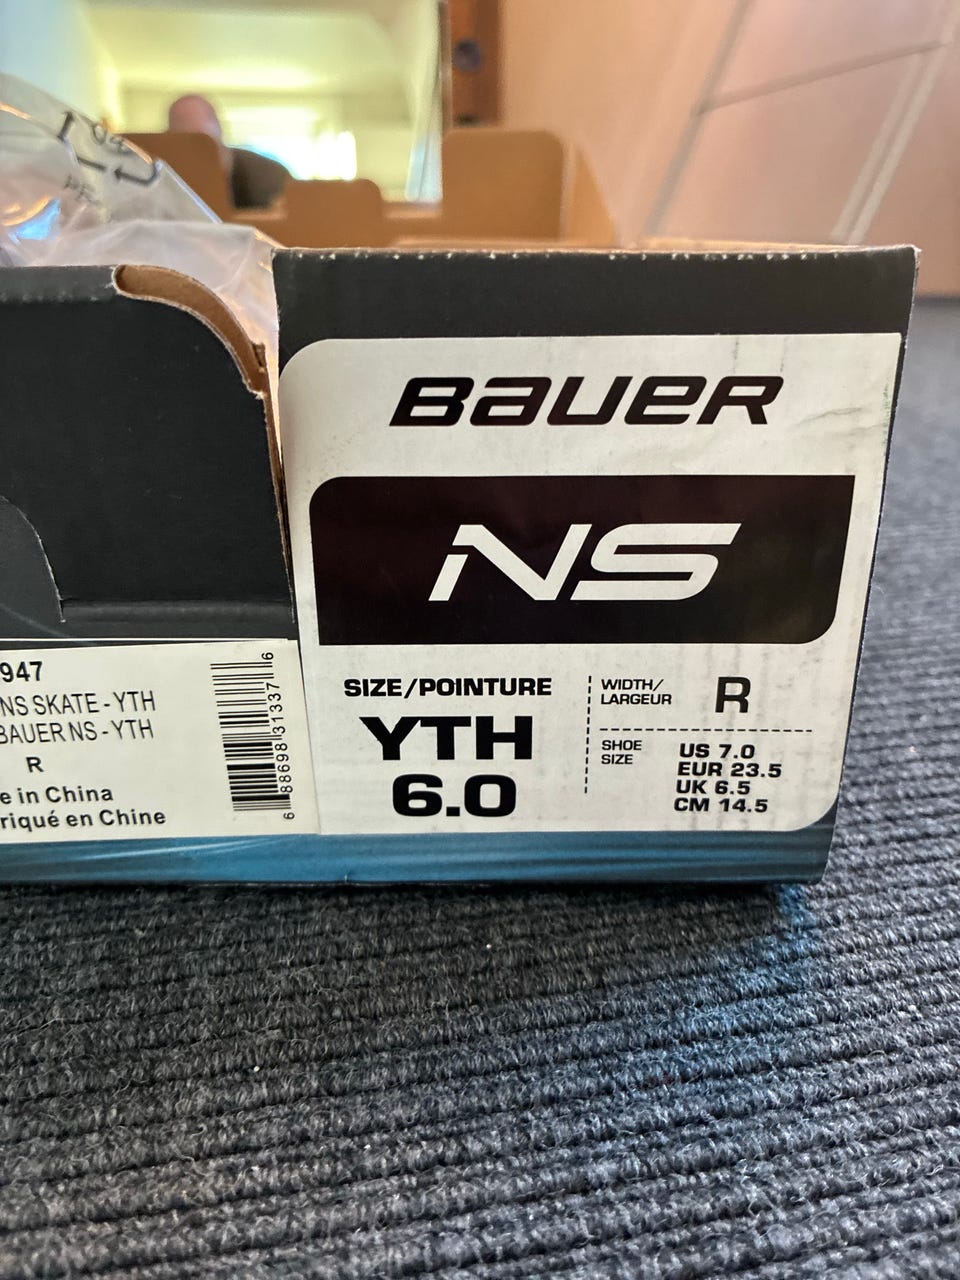 BAUER
NS
SIZE/POINTURE
YTH
6.0
WIDTH/
LARGEUR
R
SHOE
SIZE
US 7.0
EUR 23.5
UK 6.5
CM 14.5
947
NS SKATE - YTH
BAUER NS - YTH
R
e in China
riqué en Chine
6 88698 31337 6